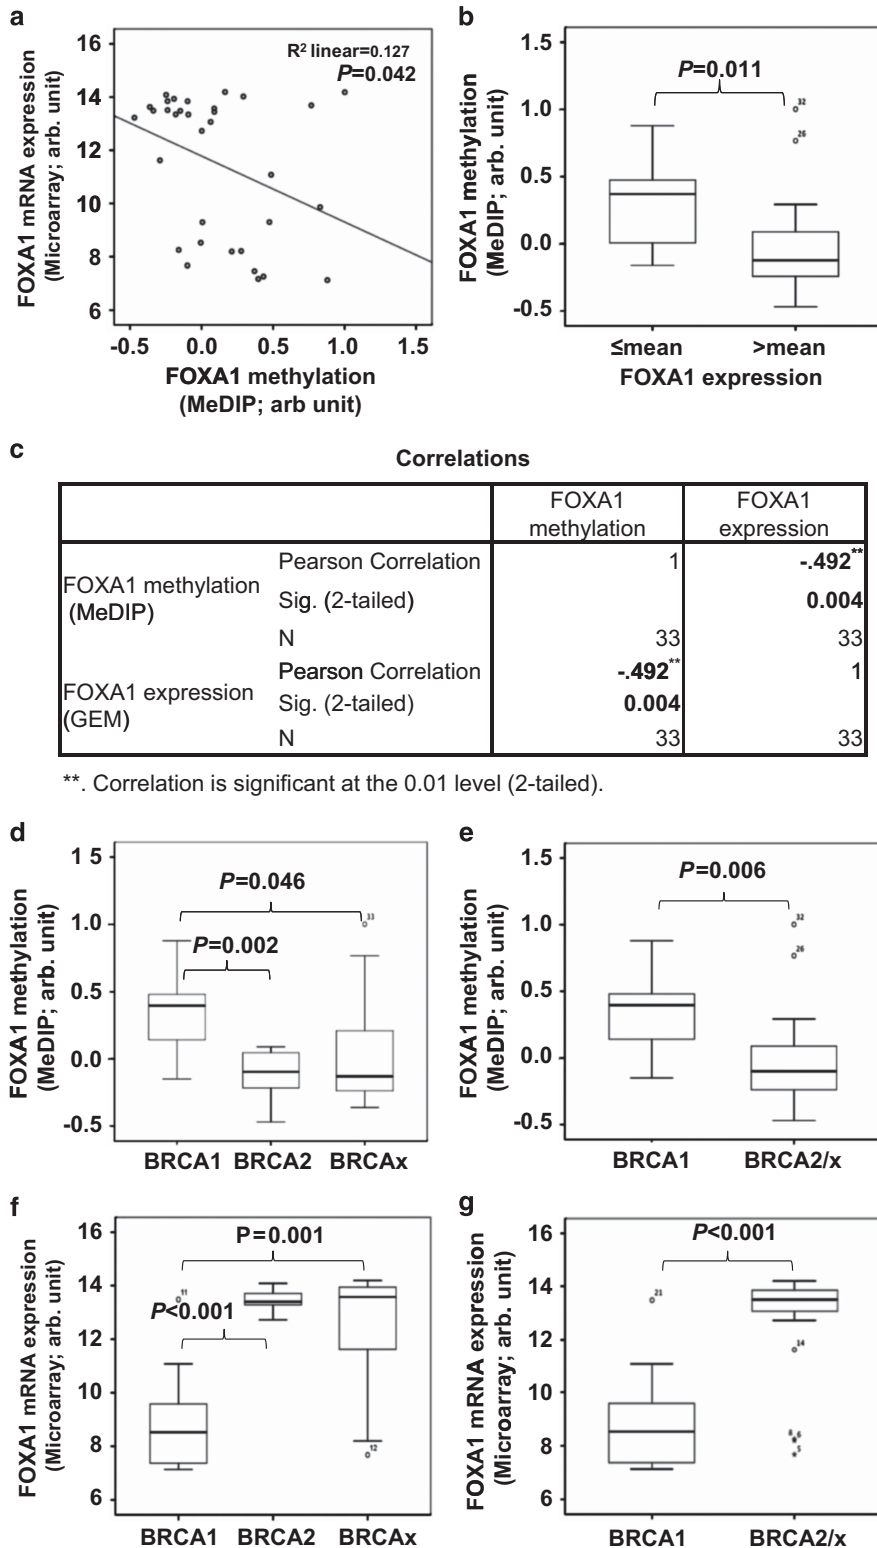 a
R² linear=0.127
P=0.042
16
14
12
10
8
6
FOXA1 mRNA expression
(Microarray; arb. unit)
-0.5 0.0 0.5 1.0 1.5
FOXA1 methylation
(MeDIP; arb unit)
b
P=0.011
32
26
1.5
1.0
0.5
0.0
-0.5
FOXA1 methylation
(MeDIP; arb. unit)
≤mean >mean
FOXA1 expression
c
Correlations
FOXA1 methylation FOXA1 expression
FOXA1 methylation (MeDIP) Pearson Correlation 1 -.492**
Sig. (2-tailed) 0.004
N 33 33
FOXA1 expression (GEM) Pearson Correlation -.492** 1
Sig. (2-tailed) 0.004
N 33 33
**. Correlation is significant at the 0.01 level (2-tailed).
d
P=0.046
P=0.002
33
1 5
1.0
0.5
0.0
-0.5
FOXA1 methylation
(MeDIP; arb. unit)
BRCA1 BRCA2 BRCAx
e
P=0.006
32
26
1.5
1.0
0.5
0.0
-0.5
FOXA1 methylation
(MeDIP; arb. unit)
BRCA1 BRCA2/x
f
P=0.001
P<0.001
11
12
16
14
12
10
8
6
FOXA1 mRNA expression
(Microarray; arb. unit)
BRCA1 BRCA2 BRCAx
g
P<0.001
21
14
8 6
5
16
14
12
10
8
6
FOXA1 mRNA expression
(Microarray; arb. unit)
BRCA1 BRCA2/x